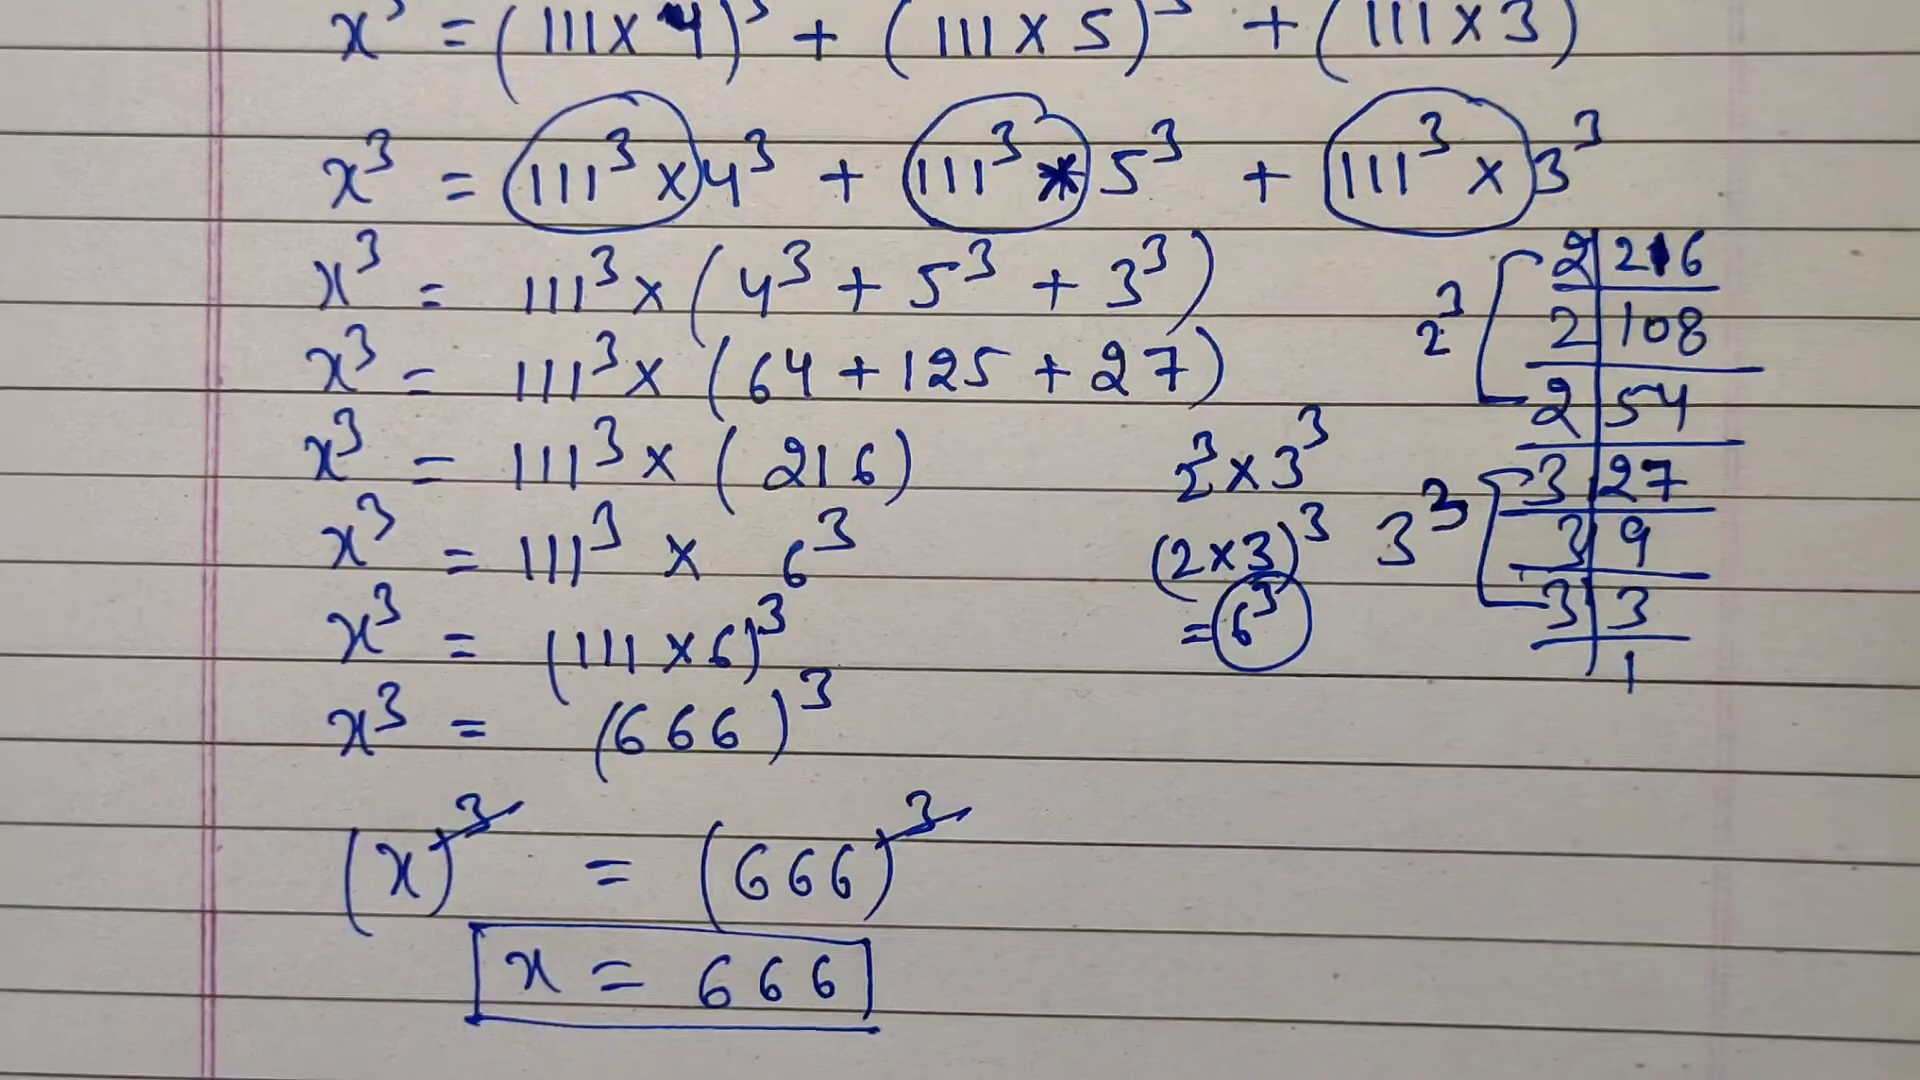 x³ = (111 × 4)³ + (111 × 5)³ + (111 × 3)
x³ = 111³ × 4³ + 111³ × 5³ + 111³ × 3³
x³ = 111³ × (4³ + 5³ + 3³)
x³ = 111³ × (64 + 125 + 27)
x³ = 111³ × (216)
x³ = 111³ × 6³
x³ = (111 × 6)³
x³ = (666)³
(x)³ = (666)³
x = 666
2³ × 3³
(2 × 3)³
= 6³
2³
3³
2 | 216
2 | 108
2 | 54
3 | 27
3 | 9
3 | 3
1